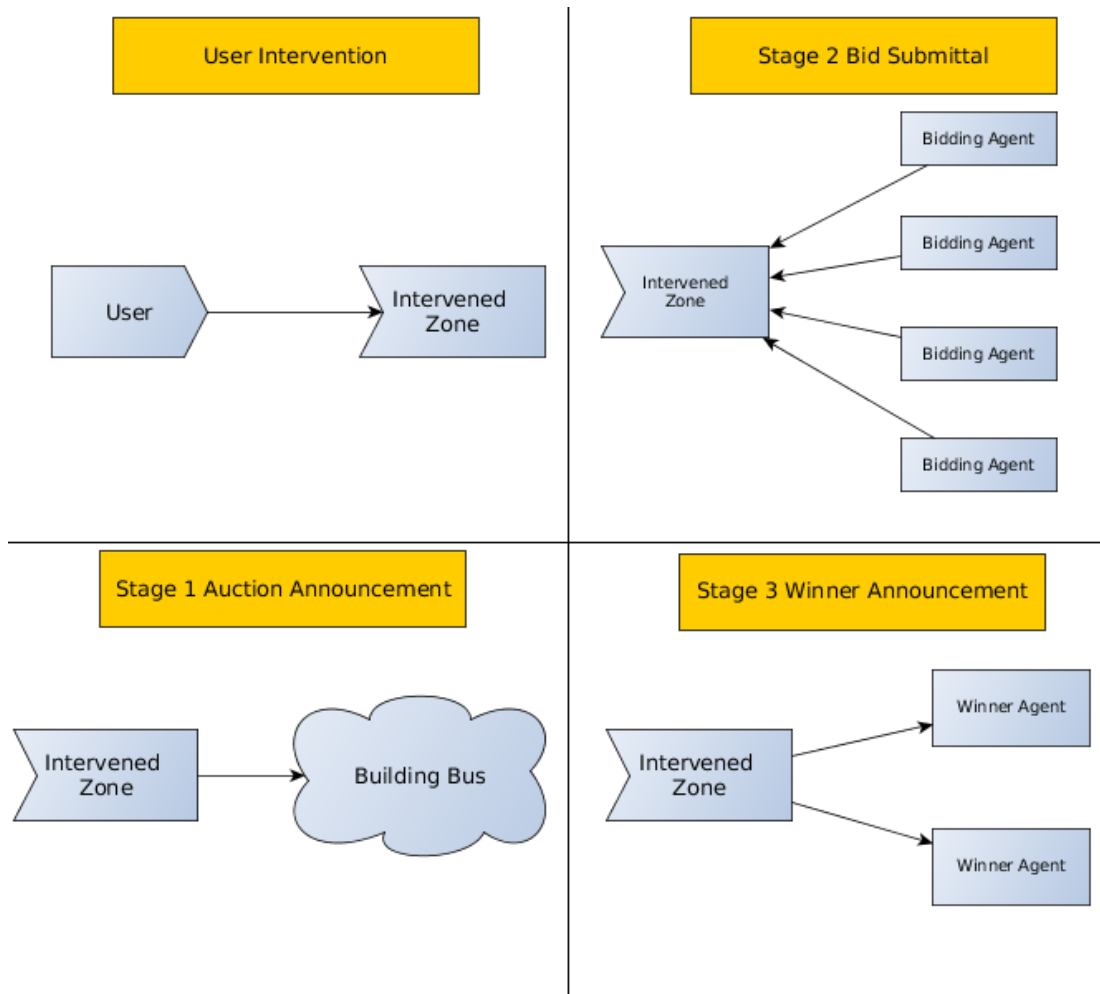 User Intervention
User
Intervened
Zone
Stage 2 Bid Submittal
Bidding Agent
Bidding Agent
Intervened
Zone
Bidding Agent
Bidding Agent
Stage 1 Auction Announcement
Intervened
Zone
Building Bus
Stage 3 Winner Announcement
Winner Agent
Intervened
Zone
Winner Agent